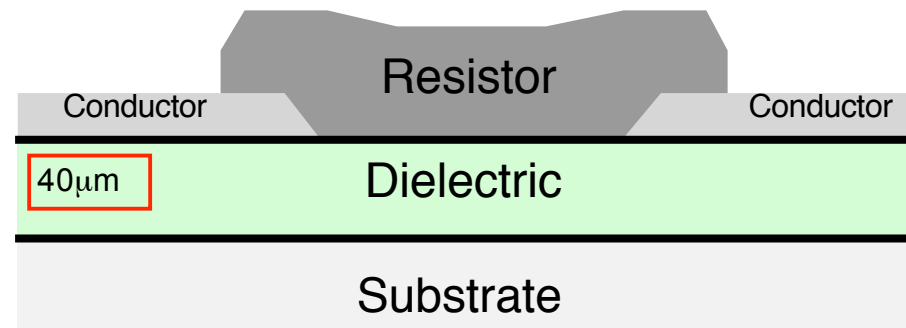 Resistor
Conductor
Conductor
40μm
Dielectric
Substrate